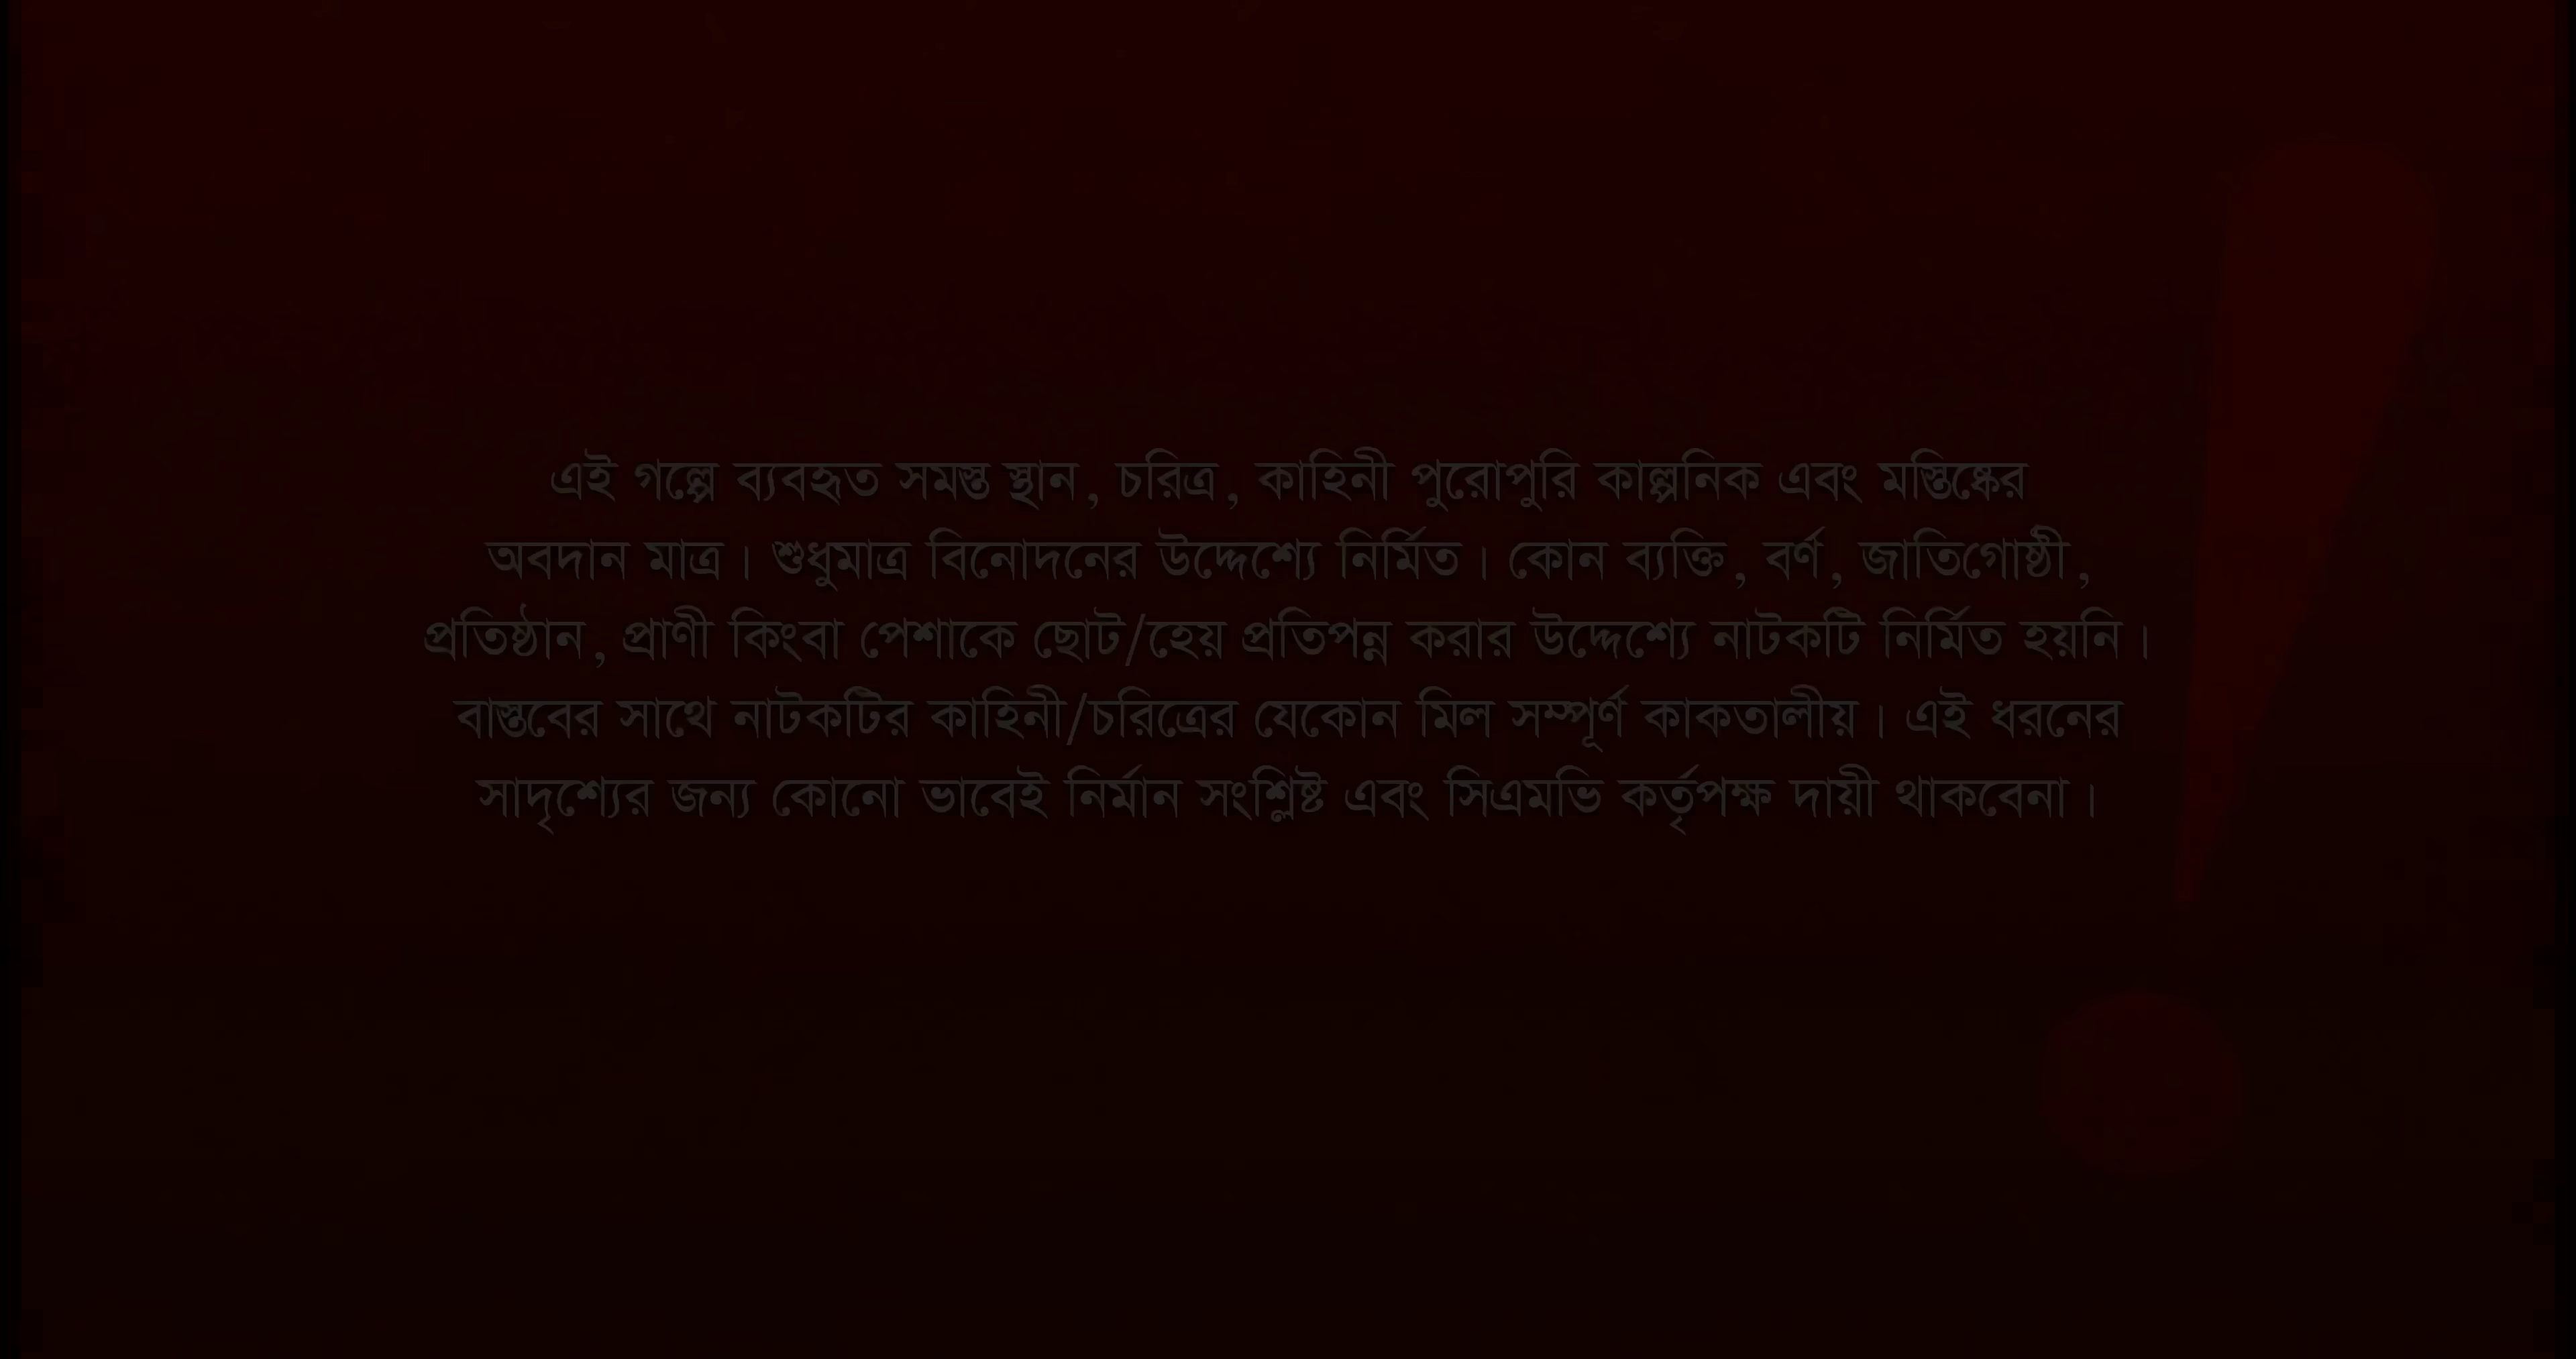 এই গল্পে ব্যবহৃত সমস্ত স্থান, চরিত্র, কাহিনী পুরোপুরি কাল্পনিক এবং মস্তিষ্কের
অবদান মাত্র। শুধুমাত্র বিনোদনের উদ্দেশ্যে নির্মিত। কোন ব্যক্তি, বর্ণ, জাতিগোষ্ঠী,
প্রতিষ্ঠান, প্রাণী কিংবা পেশাকে ছোট/হেয় প্রতিপন্ন করার উদ্দেশ্যে নাটকটি নির্মিত হয়নি।
বাস্তবের সাথে নাটকটির কাহিনী/চরিত্রের যেকোন মিল সম্পূর্ণ কাকতালীয়। এই ধরনের
সাদৃশ্যের জন্য কোনো ভাবেই নির্মান সংশ্লিষ্ট এবং সিএমভি কর্তৃপক্ষ দায়ী থাকবেনা।